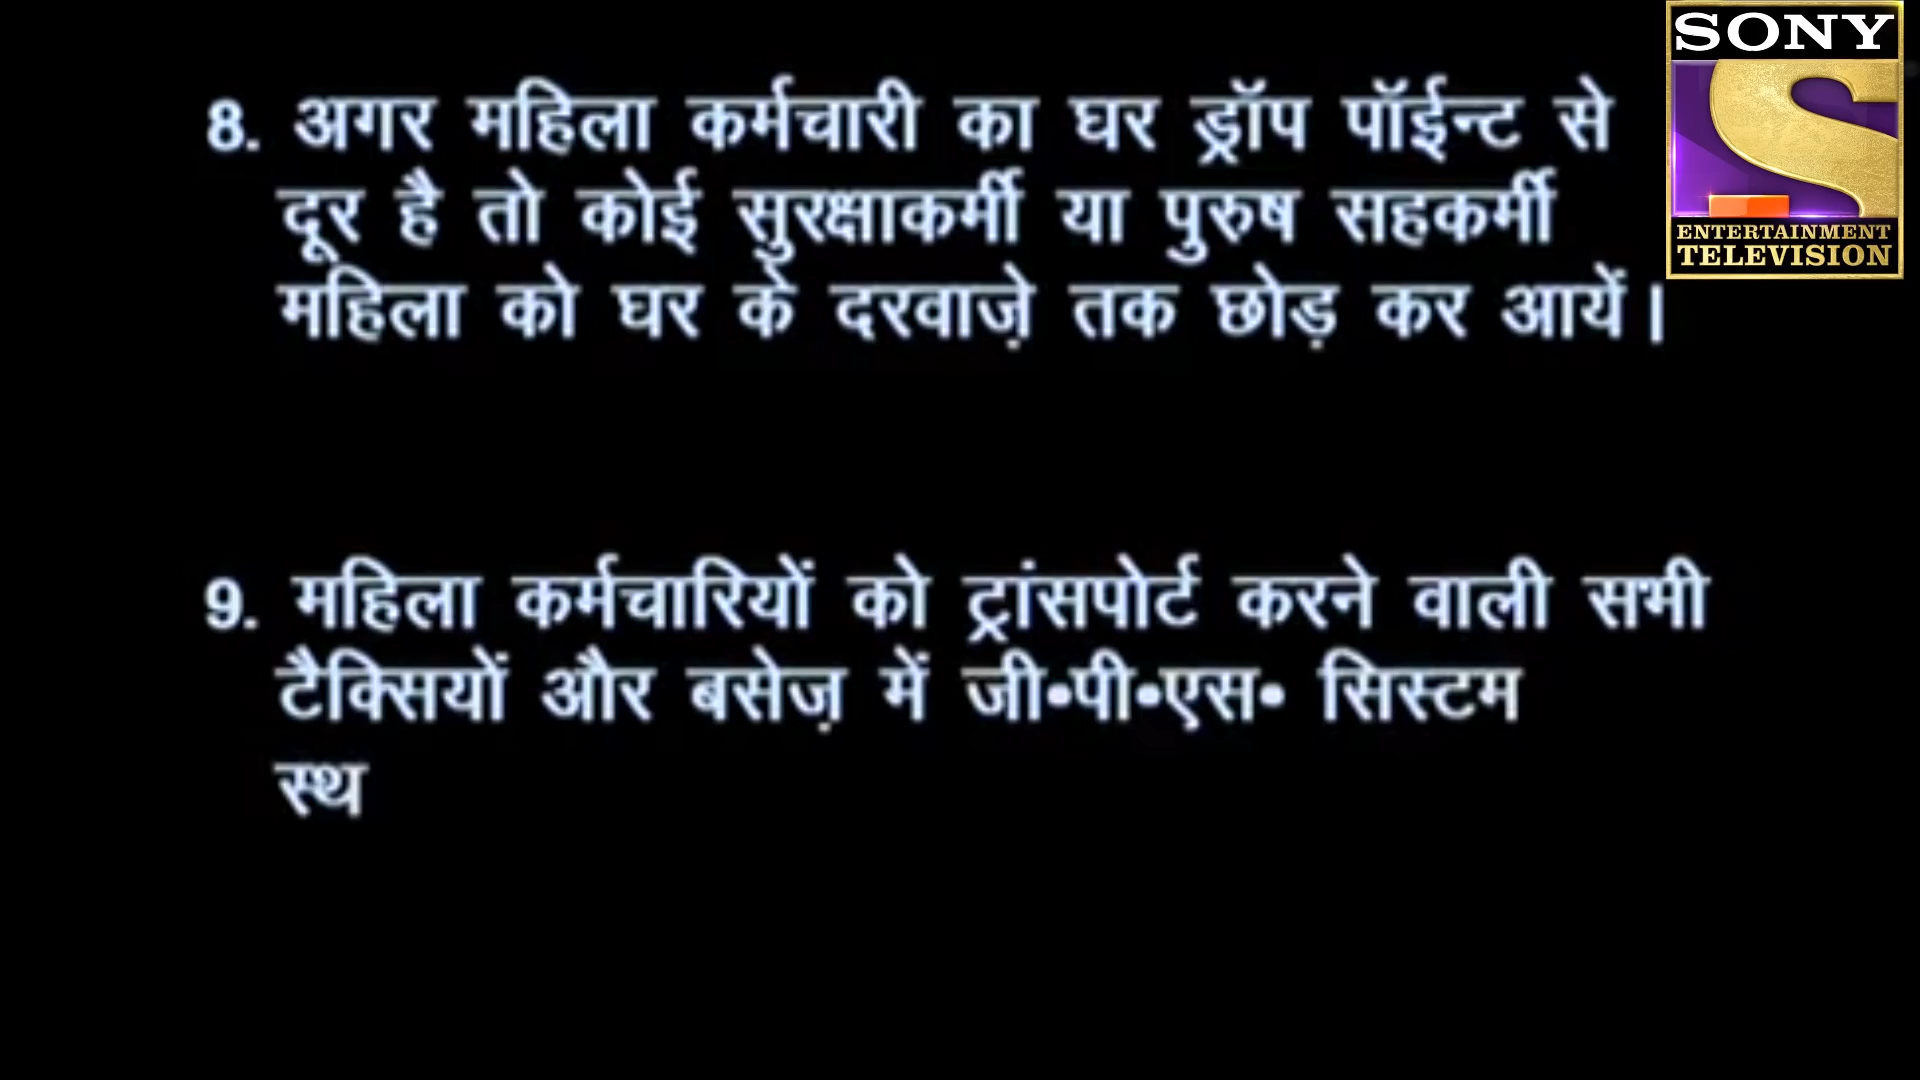 SONY
ENTERTAINMENT
TELEVISION
8. अगर महिला कर्मचारी का घर ड्रॉप पॉईन्ट से
दूर है तो कोई सुरक्षाकर्मी या पुरुष सहकर्मी
महिला को घर के दरवाज़े तक छोड़ कर आयें।
9. महिला कर्मचारियों को ट्रांसपोर्ट करने वाली सभी
टैक्सियों और बसेज़ में जी•पी•एस• सिस्टम
स्थ